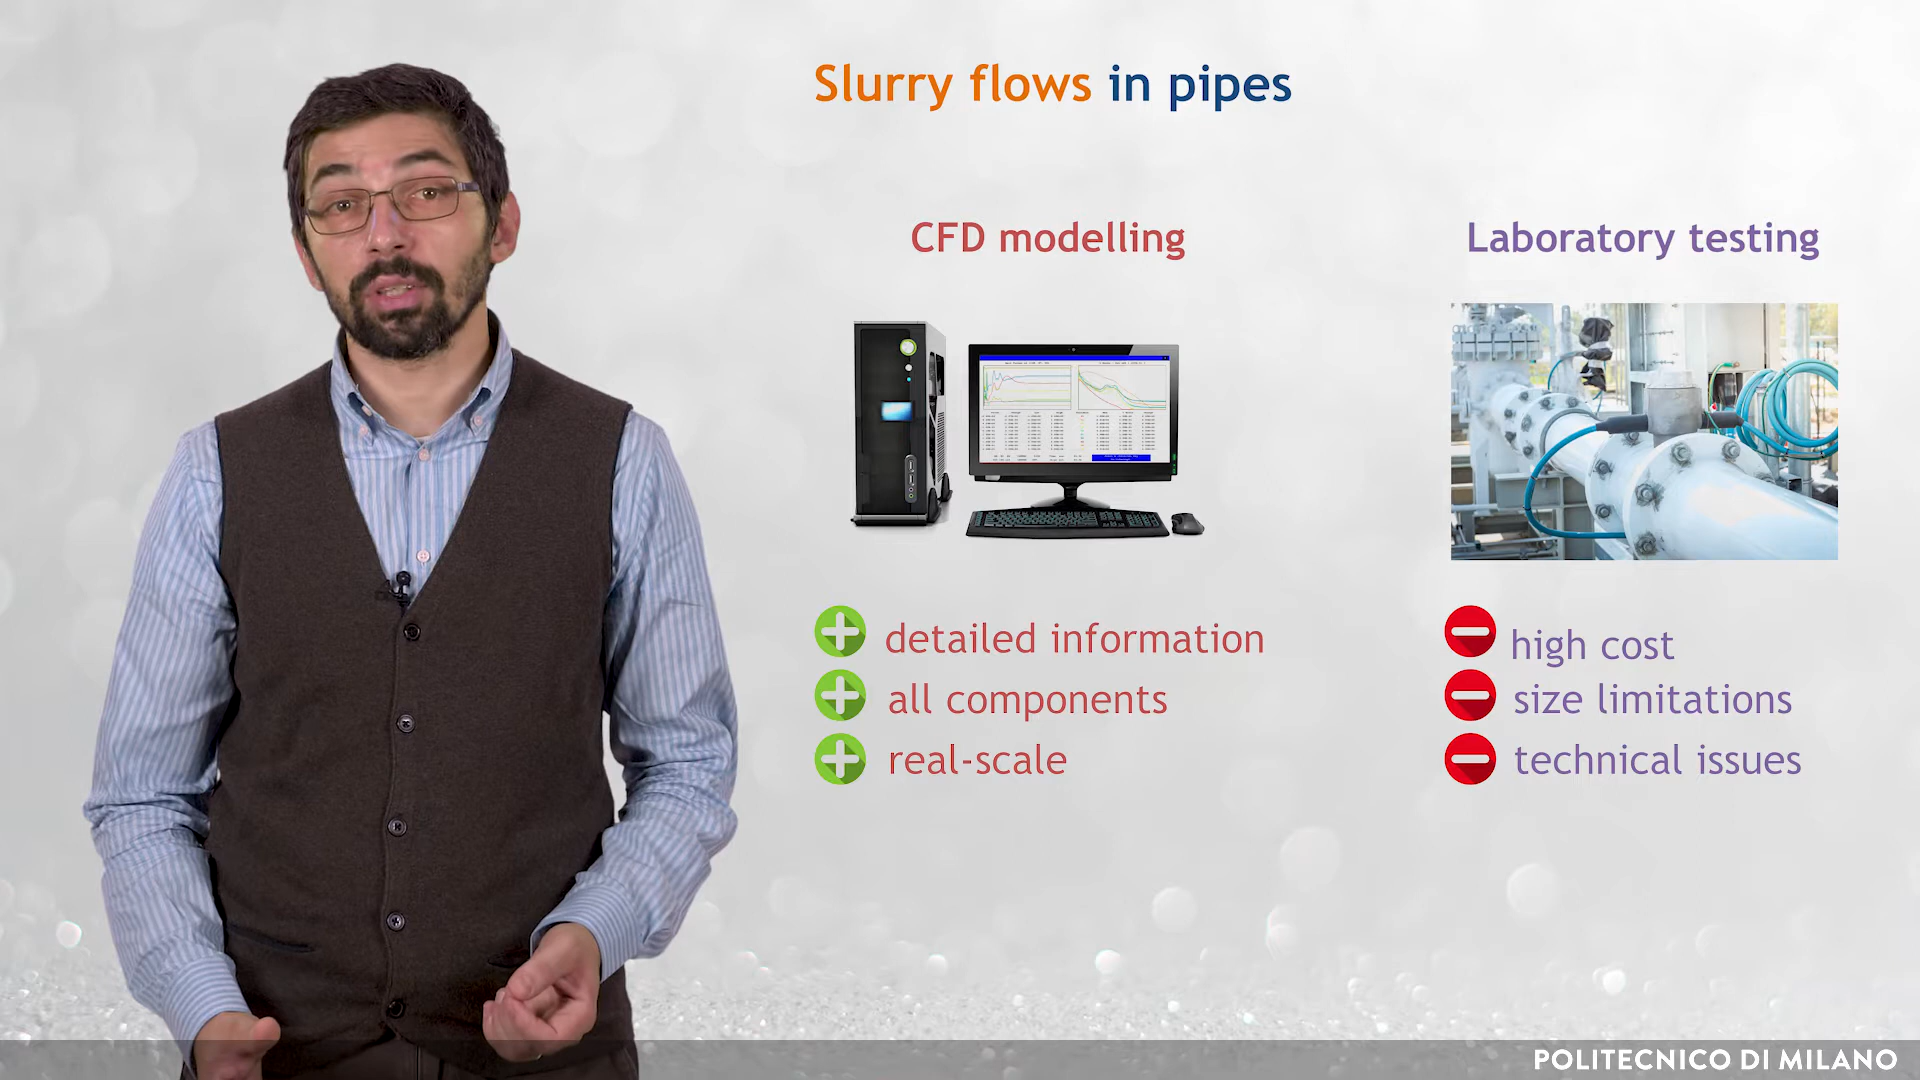 Slurry flows in pipes
CFD modelling
Laboratory testing
detailed information
all components
real-scale
high cost
size limitations
technical issues
POLITECNICO DI MILANO